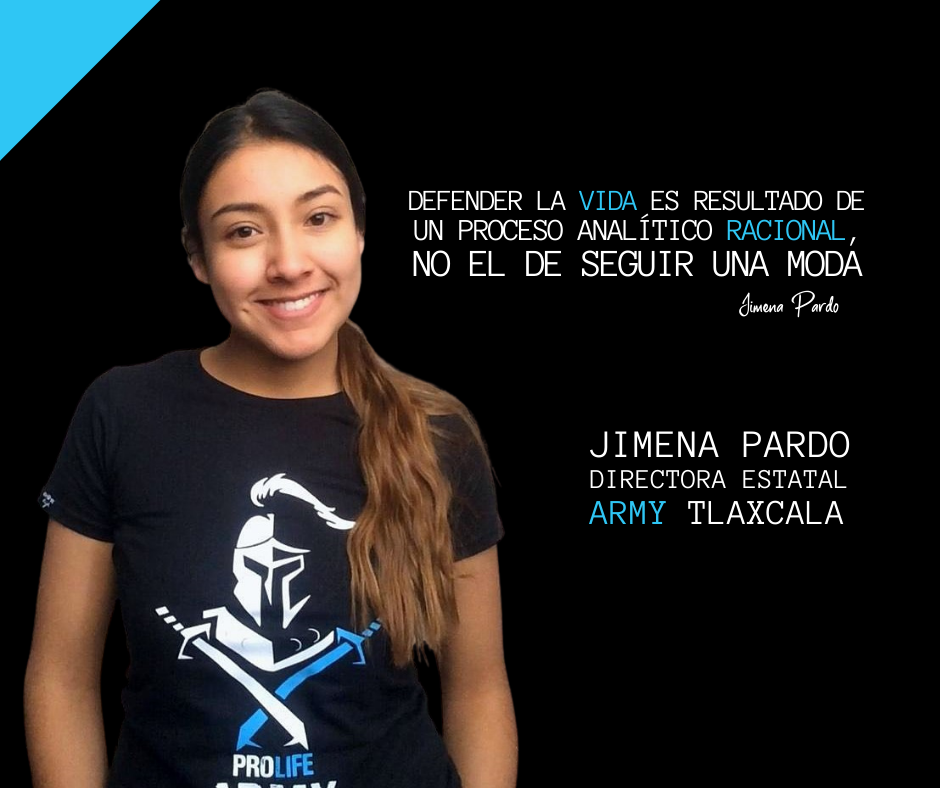 DEFENDER LA VIDA ES RESULTADO DE
UN PROCESO ANALÍTICO RACIONAL,
NO EL DE SEGUIR UNA MODA
Jimena Pardo
JIMENA PARDO
DIRECTORA ESTATAL
ARMY TLAXCALA
PROLIFE
ARMY